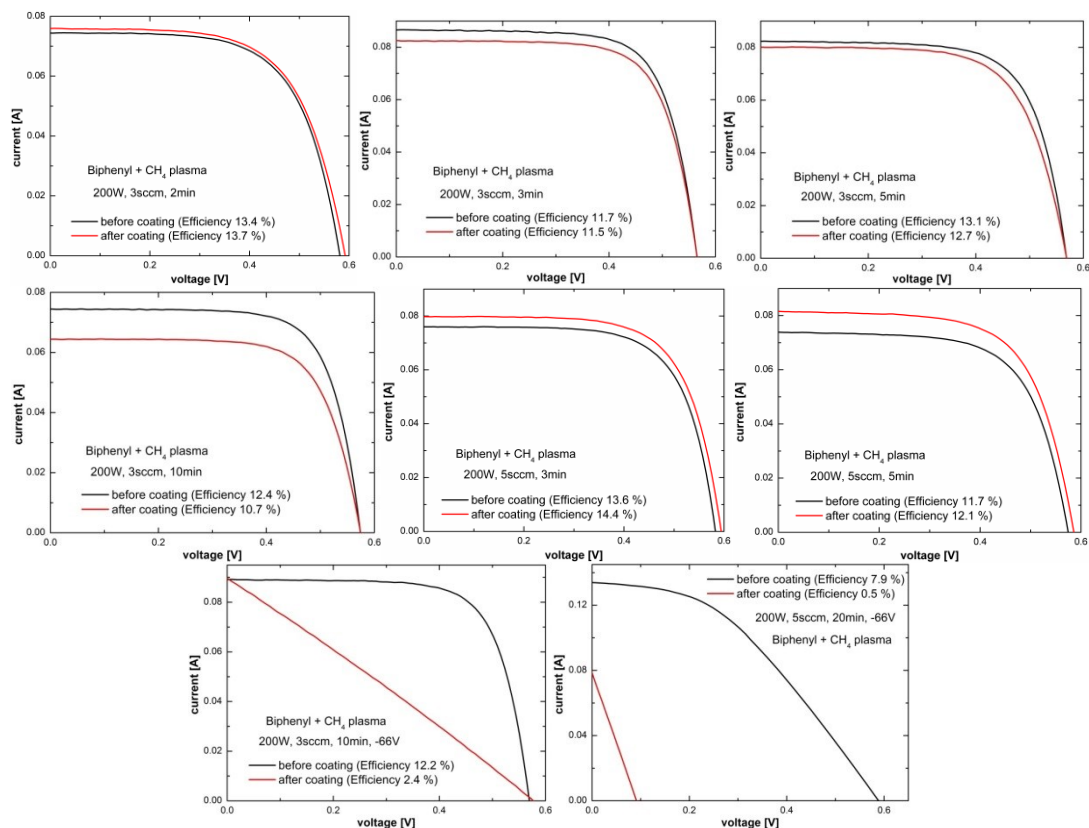 0.08
0.06
0.04
0.02
0.00
current [A]
Biphenyl + CH4 plasma
200W, 3sccm, 2min
before coating (Efficiency 13.4 %)
after coating (Efficiency 13.7 %)
0.0 0.2 0.4 0.6
voltage [V]
0.08
0.06
0.04
0.02
0.00
current [A]
Biphenyl + CH4 plasma
200W, 3sccm, 3min
before coating (Efficiency 11.7 %)
after coating (Efficiency 11.5 %)
0.0 0.2 0.4 0.6
voltage [V]
0.08
0.06
0.04
0.02
0.00
current [A]
Biphenyl + CH4 plasma
200W, 3sccm, 5min
before coating (Efficiency 13.1 %)
after coating (Efficiency 12.7 %)
0.0 0.2 0.4 0.6
voltage [V]
0.08
0.06
0.04
0.02
0.00
current [A]
Biphenyl + CH4 plasma
200W, 3sccm, 10min
before coating (Efficiency 12.4 %)
after coating (Efficiency 10.7 %)
0.0 0.2 0.4 0.6
voltage [V]
0.08
0.06
0.04
0.02
0.00
current [A]
Biphenyl + CH4 plasma
200W, 5sccm, 3min
before coating (Efficiency 13.6 %)
after coating (Efficiency 14.4 %)
0.0 0.2 0.4 0.6
voltage [V]
0.08
0.06
0.04
0.02
0.00
current [A]
Biphenyl + CH4 plasma
200W, 5sccm, 5min
before coating (Efficiency 11.7 %)
after coating (Efficiency 12.1 %)
0.0 0.2 0.4 0.6
voltage [V]
0.09
0.06
0.03
0.00
current [A]
Biphenyl + CH4 plasma
200W, 3sccm, 10min, -66V
before coating (Efficiency 12.2 %)
after coating (Efficiency 2.4 %)
0.0 0.2 0.4 0.6
voltage [V]
0.12
0.08
0.04
0.00
current [A]
before coating (Efficiency 7.9 %)
after coating (Efficiency 0.5 %)
200W, 5sccm, 20min, -66V
Biphenyl + CH4 plasma
0.0 0.2 0.4 0.6
voltage [V]